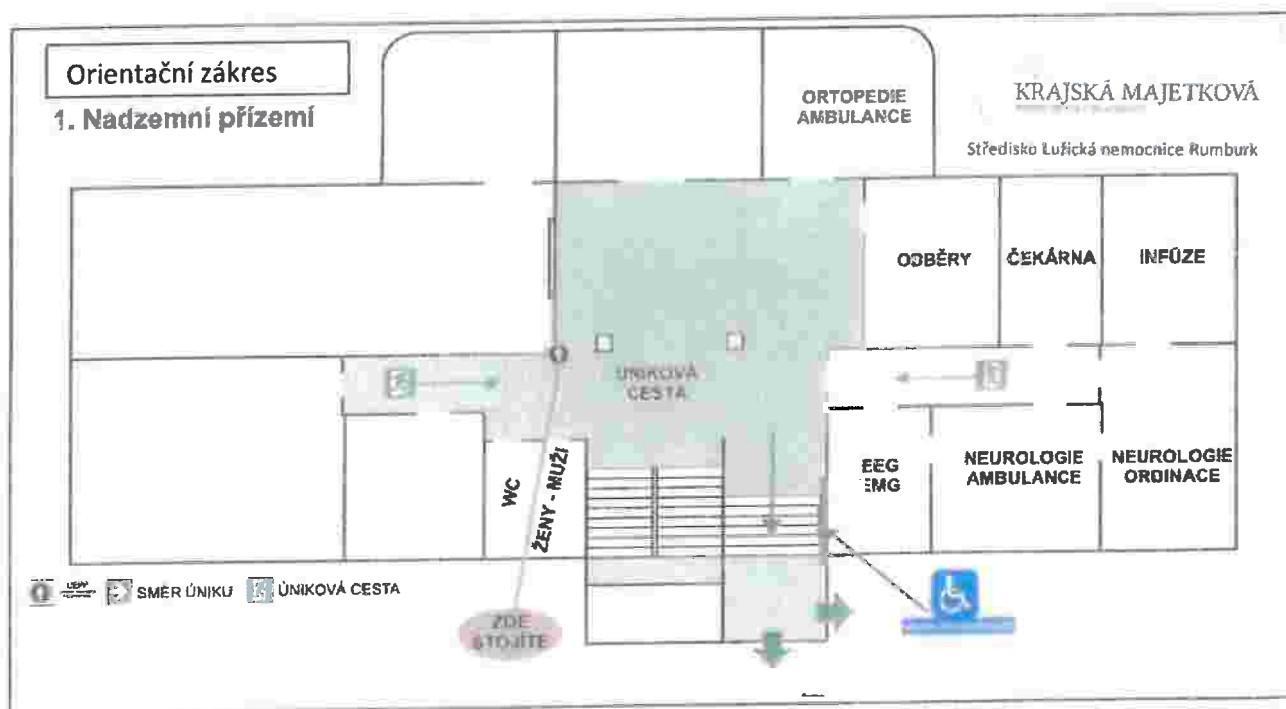 Orientační zákres
1. Nadzemní přízemí
KRAJSKÁ MAJETKOVÁ
Středisko Lužická nemocnice Rumburk
ORTOPEDIE
AMBULANCE
ODBĚRY
ČEKÁRNA
INFÚZE
ÚNIKOVÁ
CESTA
EEG
EMG
NEUROLOGIE
AMBULANCE
NEUROLOGIE
ORDINACE
WC
ŽENY - MUŽI
SMĚR ÚNIKU
ÚNIKOVÁ CESTA
ZDE
STOJÍTE